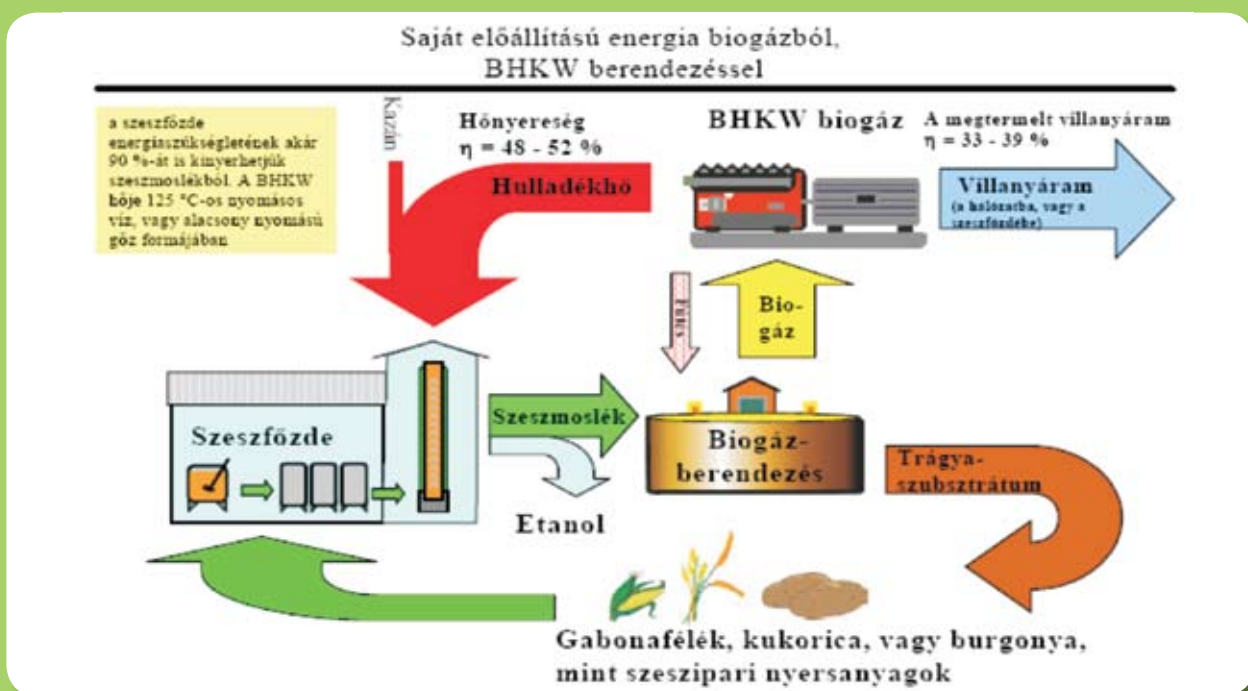 Saját előállítású energia biogázból,
BHKW berendezéssel
a szeszfőzde
energiaszükségletének akár
90 %-át is kinyerhetjük
szeszmoslékból. A BHKW
hője 125 °C-os nyomásos
víz, vagy alacsony nyomású
gőz formájában
Kazán
Hőnyereség
η = 48 - 52 %
Hulladékhő
BHKW biogáz
A megtermelt villanyáram
η = 33 - 39 %
Villanyáram
(a hálózatba, vagy a
szeszfőzdébe)
Fűtés
Bio-
gáz
Szeszfőzde
Szeszmoslék
Etanol
Biogáz-
berendezés
Trágya-
szubsztrátum
Gabonafélék, kukorica, vagy burgonya,
mint szeszipari nyersanyagok